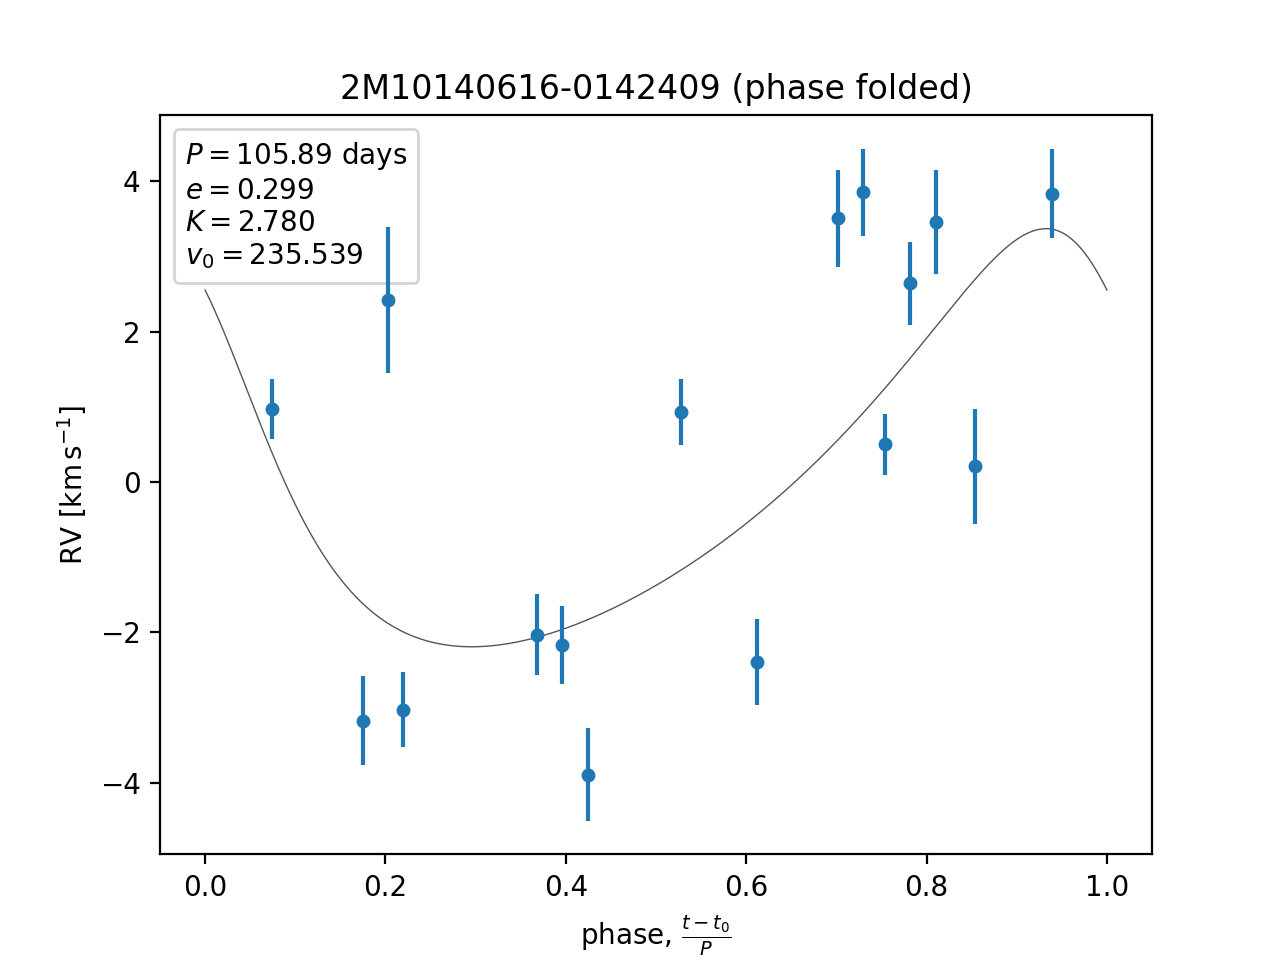 2M10140616-0142409 (phase folded)
P = 105.89 days
e = 0.299
K = 2.780
v₀ = 235.539
4
2
0
−2
−4
RV [km s⁻¹]
0.0 0.2 0.4 0.6 0.8 1.0
phase, (t − t₀)/P